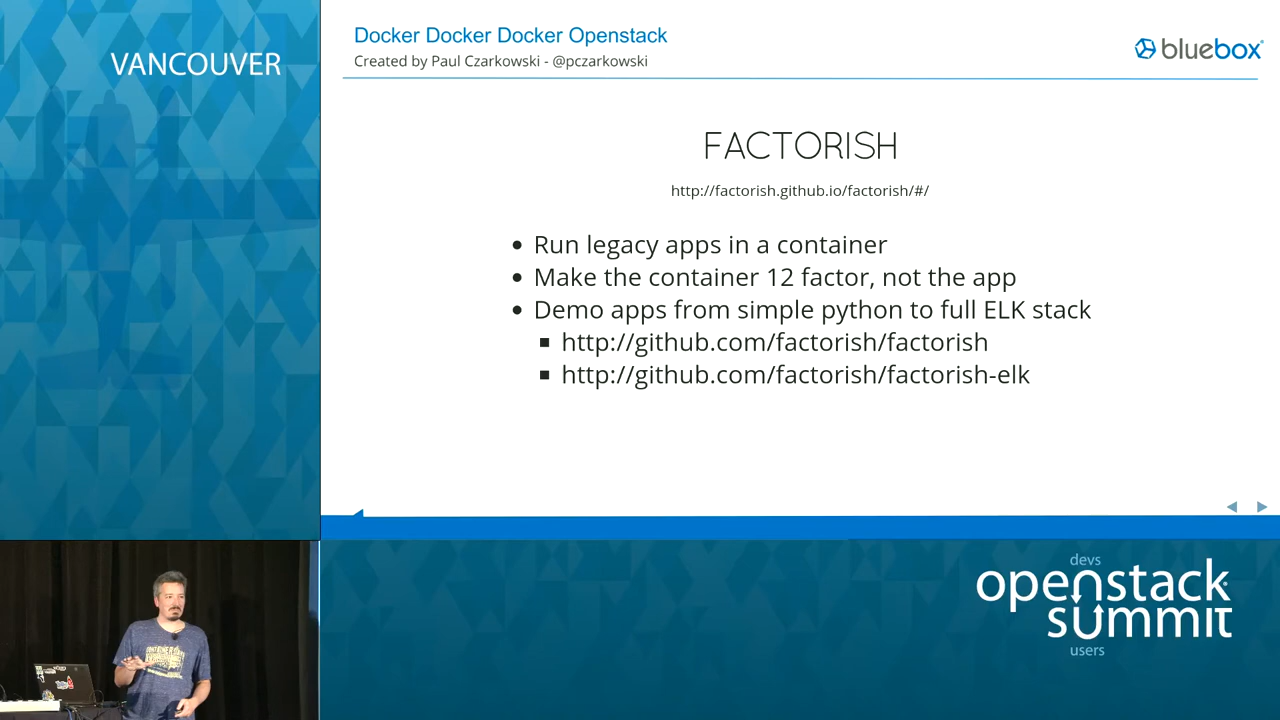 VANCOUVER
Docker Docker Docker Openstack
Created by Paul Czarkowski - @pczarkowski
bluebox
FACTORISH
http://factorish.github.io/factorish/#/
Run legacy apps in a container
Make the container 12 factor, not the app
Demo apps from simple python to full ELK stack
http://github.com/factorish/factorish
http://github.com/factorish/factorish-elk
devs
openstack
summit
users